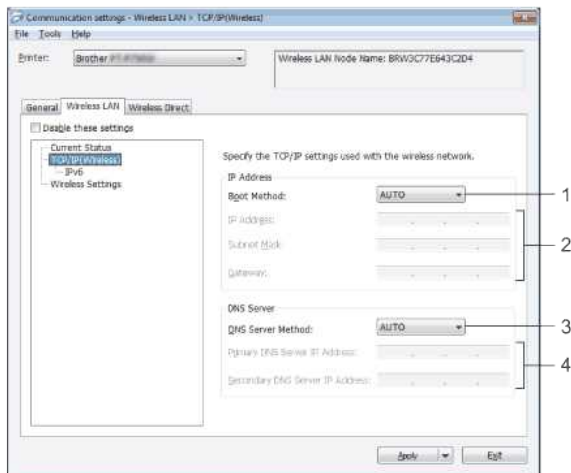 Communication settings - Wireless LAN > TCP/IP(Wireless)
File Tools Help
Printer:
Brother
Wireless LAN Node Name: BRW3C77E643C2D4
General Wireless LAN Wireless Direct
Disable these settings
Current Status
TCP/IP(Wireless)
IPv6
Wireless Settings
Specify the TCP/IP settings used with the wireless network.
IP Address
Boot Method:
AUTO
1
IP Address:
Subnet Mask:
2
Gateway:
DNS Server
DNS Server Method:
AUTO
3
Primary DNS Server IP Address:
4
Secondary DNS Server IP Address:
Apply
Exit